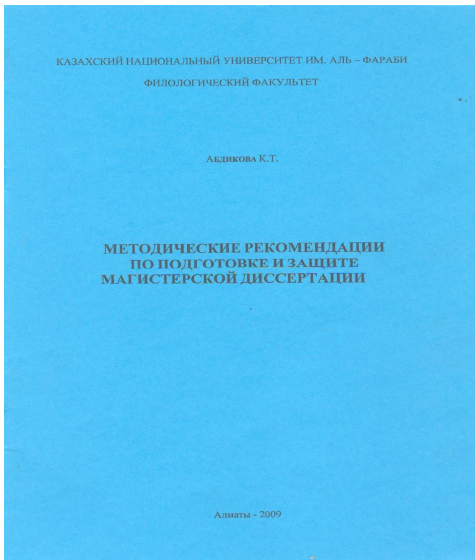 КАЗАХСКИЙ НАЦИОНАЛЬНЫЙ УНИВЕРСИТЕТ ИМ. АЛЬ – ФАРАБИ
ФИЛОЛОГИЧЕСКИЙ ФАКУЛЬТЕТ
АБДИКОВА К.Т.
МЕТОДИЧЕСКИЕ РЕКОМЕНДАЦИИ
ПО ПОДГОТОВКЕ И ЗАЩИТЕ
МАГИСТЕРСКОЙ ДИССЕРТАЦИИ
Алматы - 2009